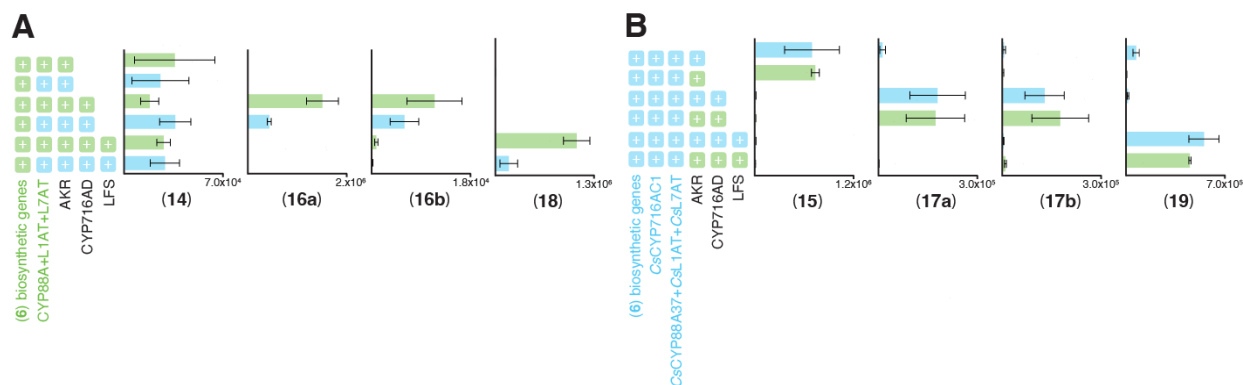 A
+ + +
+ + +
+ + + +
+ + + +
+ + + + +
+ + + + +
(6) biosynthetic genes
CYP88A+L1AT+L7AT
AKR
CYP716AD
LFS
7.0x10⁴
(14)
2.x10⁶
(16a)
1.8x10⁴
(16b)
1.3x10⁶
(18)
B
+ + + +
+ + + +
+ + + + +
+ + + + +
+ + + + + +
+ + + + + +
(6) biosynthetic genes
CsCYP716AC1
CsCYP88A37+CsL1AT+CsL7AT
AKR
CYP716AD
LFS
1.2x10⁶
(15)
3.0x10⁵
(17a)
3.0x10⁵
(17b)
7.0x10⁵
(19)